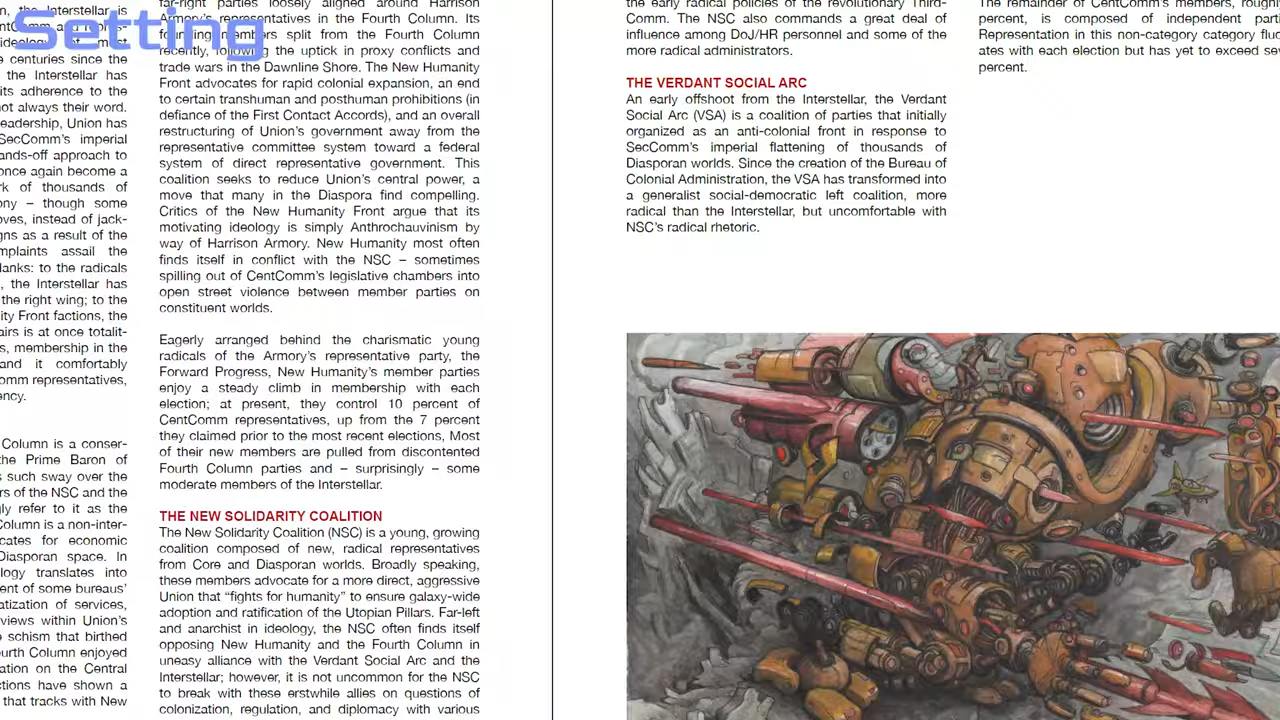 Setting
, the Interstellar is
ideology
e centuries since the
the Interstellar has
its adherence to the
not always their word.
eadership, Union has
SecComm's imperial
ands-off approach to
once again become a
rk of thousands of
ony – though some
oves, instead of jack-
gns as a result of the
mplaints assail the
lanks: to the radicals
, the Interstellar has
the right wing; to the
ity Front factions, the
airs is at once totalit-
s, membership in the
and it comfortably
omm representatives,
ency.
Column is a conser-
the Prime Baron of
s such sway over the
rs of the NSC and the
gly refer to it as the
Column is a non-inter-
cates for economic
Diasporan space. In
logy translates into
ent of some bureaus'
atization of services,
views within Union's
e schism that birthed
ourth Column enjoyed
ation on the Central
ctions have shown a
that tracks with New
far-right parties loosely aligned around Harrison
Armory's representatives in the Fourth Column. Its
founding members split from the Fourth Column
recently, following the uptick in proxy conflicts and
trade wars in the Dawnline Shore. The New Humanity
Front advocates for rapid colonial expansion, an end
to certain transhuman and posthuman prohibitions (in
defiance of the First Contact Accords), and an overall
restructuring of Union's government away from the
representative committee system toward a federal
system of direct representative government. This
coalition seeks to reduce Union's central power, a
move that many in the Diaspora find compelling.
Critics of the New Humanity Front argue that its
motivating ideology is simply Anthrochauvinism by
way of Harrison Armory. New Humanity most often
finds itself in conflict with the NSC – sometimes
spilling out of CentComm's legislative chambers into
open street violence between member parties on
constituent worlds.
Eagerly arranged behind the charismatic young
radicals of the Armory's representative party, the
Forward Progress, New Humanity's member parties
enjoy a steady climb in membership with each
election; at present, they control 10 percent of
CentComm representatives, up from the 7 percent
they claimed prior to the most recent elections, Most
of their new members are pulled from discontented
Fourth Column parties and – surprisingly – some
moderate members of the Interstellar.
THE NEW SOLIDARITY COALITION
The New Solidarity Coalition (NSC) is a young, growing
coalition composed of new, radical representatives
from Core and Diasporan worlds. Broadly speaking,
these members advocate for a more direct, aggressive
Union that “fights for humanity” to ensure galaxy-wide
adoption and ratification of the Utopian Pillars. Far-left
and anarchist in ideology, the NSC often finds itself
opposing New Humanity and the Fourth Column in
uneasy alliance with the Verdant Social Arc and the
Interstellar; however, it is not uncommon for the NSC
to break with these erstwhile allies on questions of
colonization, regulation, and diplomacy with various
the early radical policies of the revolutionary Third-
Comm. The NSC also commands a great deal of
influence among DoJ/HR personnel and some of the
more radical administrators.
THE VERDANT SOCIAL ARC
An early offshoot from the Interstellar, the Verdant
Social Arc (VSA) is a coalition of parties that initially
organized as an anti-colonial front in response to
SecComm's imperial flattening of thousands of
Diasporan worlds. Since the creation of the Bureau of
Colonial Administration, the VSA has transformed into
a generalist social-democratic left coalition, more
radical than the Interstellar, but uncomfortable with
NSC's radical rhetoric.
The remainder of CentComm's members, roughl
percent, is composed of independent parti
Representation in this non-category category fluc
ates with each election but has yet to exceed se
percent.